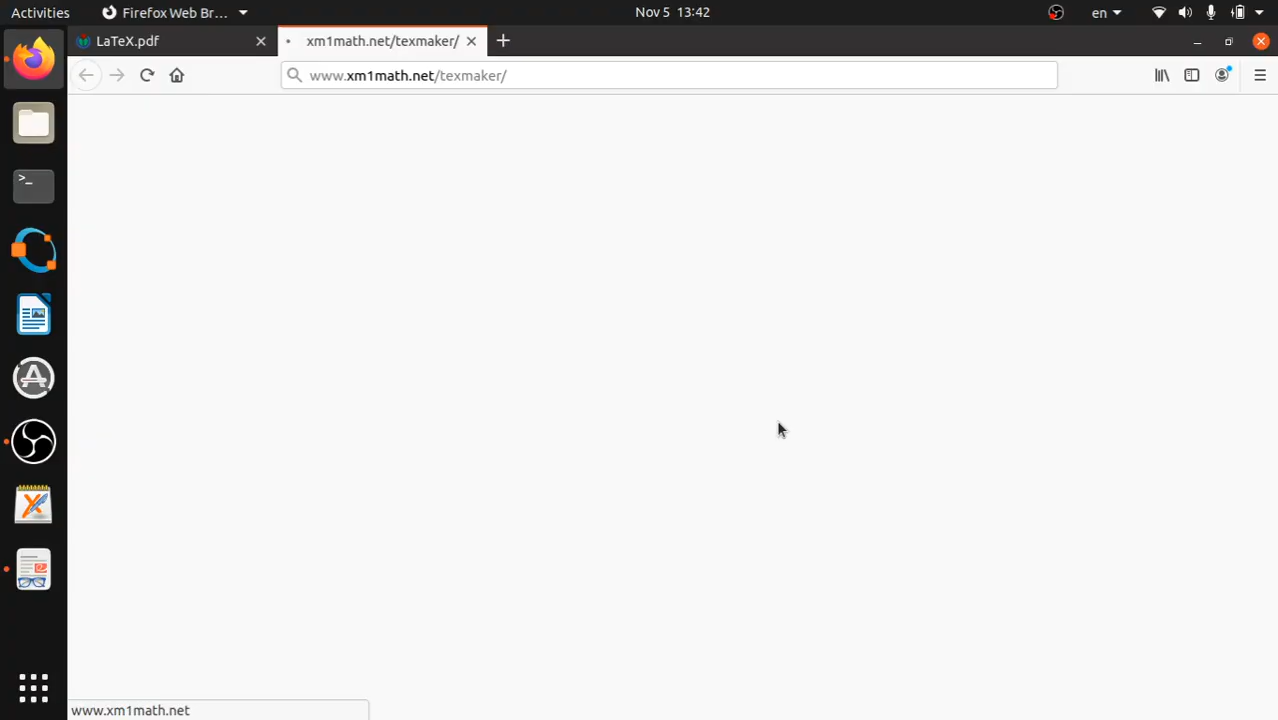 Activities
Firefox Web Br...
Nov 5 13:42
en
LaTeX.pdf
xm1math.net/texmaker/
www.xm1math.net/texmaker/
www.xm1math.net